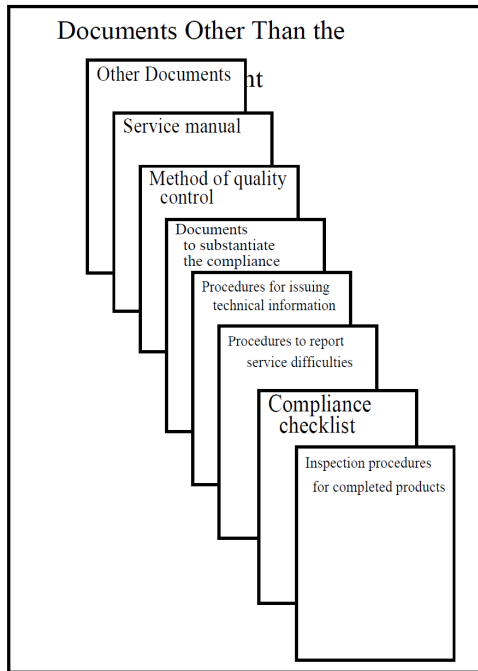 Documents Other Than the
Other Documents
Service manual
Method of quality
control
Documents
to substantiate
the compliance
Procedures for issuing
technical information
Procedures to report
service difficulties
Compliance
checklist
Inspection procedures
for completed products